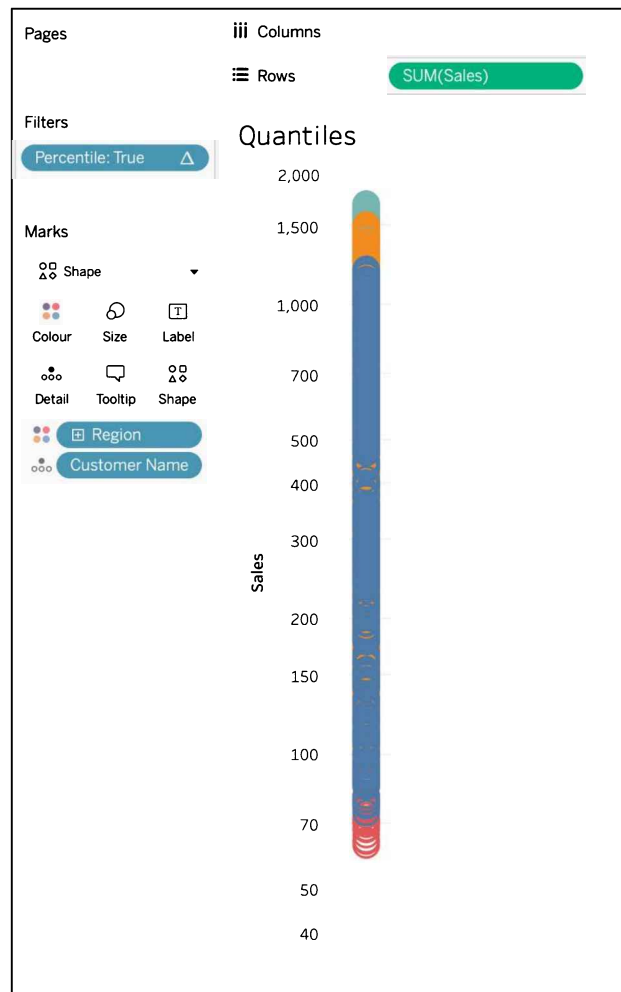 Pages
Columns
Rows
SUM(Sales)
Filters
Percentile: True
Quantiles
2,000
1,500
1,000
700
500
400
300
200
150
100
70
50
40
Sales
Marks
Shape
Colour Size Label
Detail Tooltip Shape
Region
Customer Name